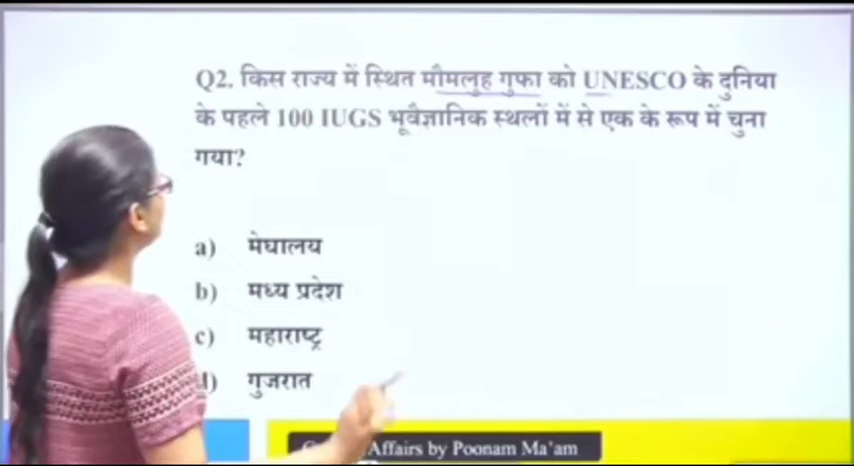 Q2. किस राज्य में स्थित मौमलुह गुफा को UNESCO के दुनिया
के पहले 100 IUGS भूवैज्ञानिक स्थलों में से एक के रूप में चुना
गया?
a) मेघालय
b) मध्य प्रदेश
c) महाराष्ट्र
d) गुजरात
Affairs by Poonam Ma'am